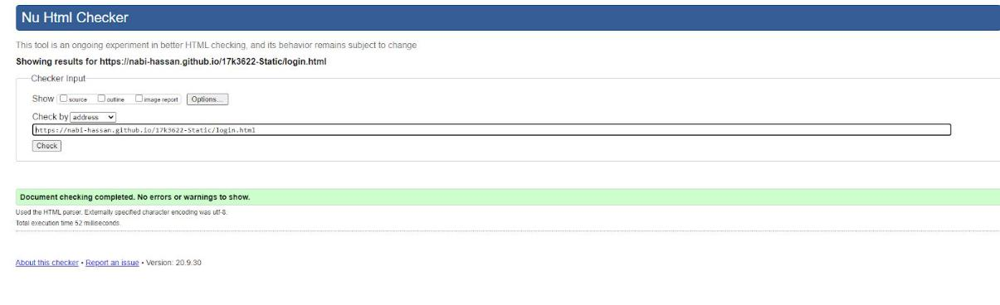 Nu Html Checker
This tool is an ongoing experiment in better HTML checking, and its behavior remains subject to change
Showing results for https://nabi-hassan.github.io/17k3622-Static/login.html
Checker Input
Show source outline image report Options...
Check by address
https://nabi-hassan.github.io/17k3622-Static/login.html
Check
Document checking completed. No errors or warnings to show.
Used the HTML parser. Externally specified character encoding was utf-8.
Total execution time 52 milliseconds.
About this checker • Report an issue • Version: 20.9.30